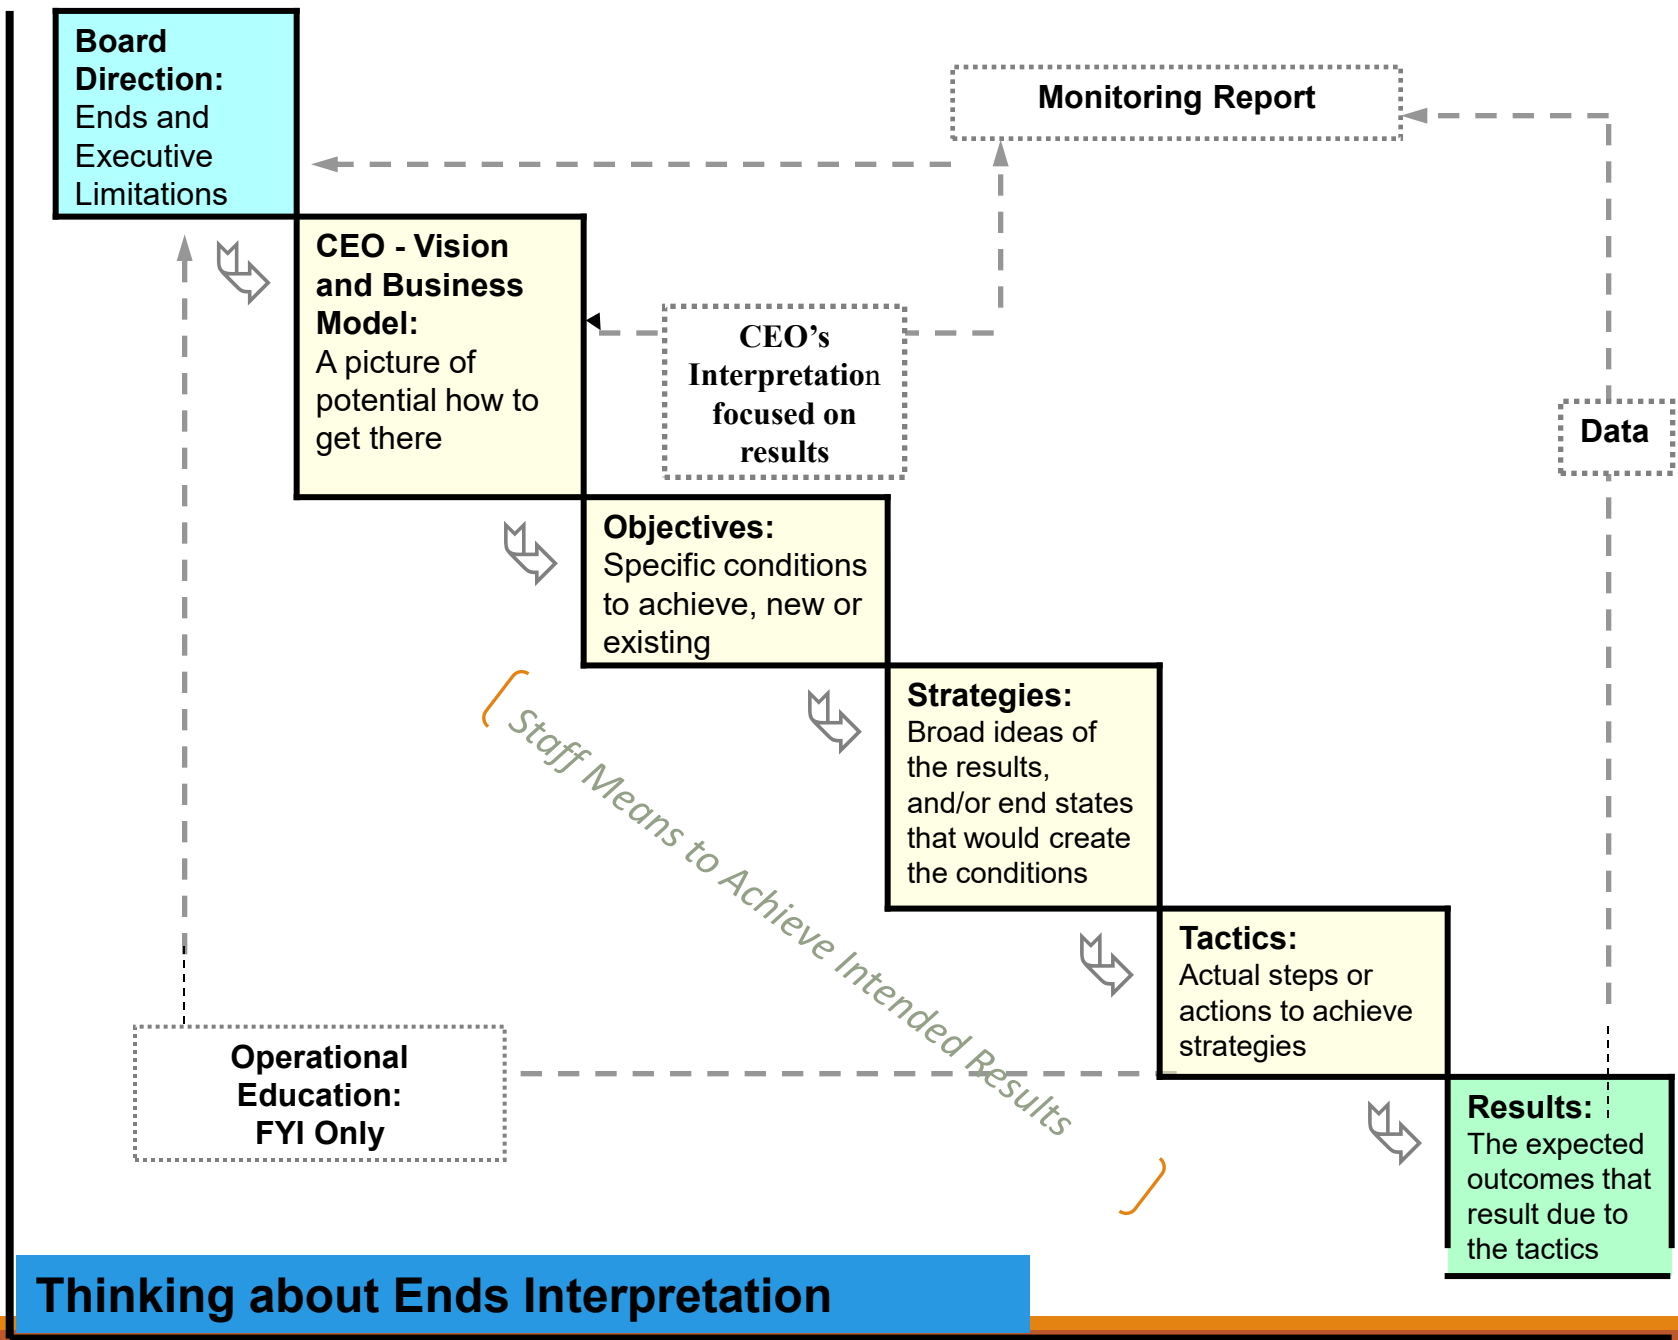 Board
Direction:
Ends and
Executive
Limitations
Monitoring Report
CEO - Vision
and Business
Model:
A picture of
potential how to
get there
CEO’s
Interpretation
focused on
results
Data
Objectives:
Specific conditions
to achieve, new or
existing
Strategies:
Broad ideas of
the results,
and/or end states
that would create
the conditions
Staff Means to Achieve Intended Results
Tactics:
Actual steps or
actions to achieve
strategies
Operational
Education:
FYI Only
Results:
The expected
outcomes that
result due to
the tactics
Thinking about Ends Interpretation